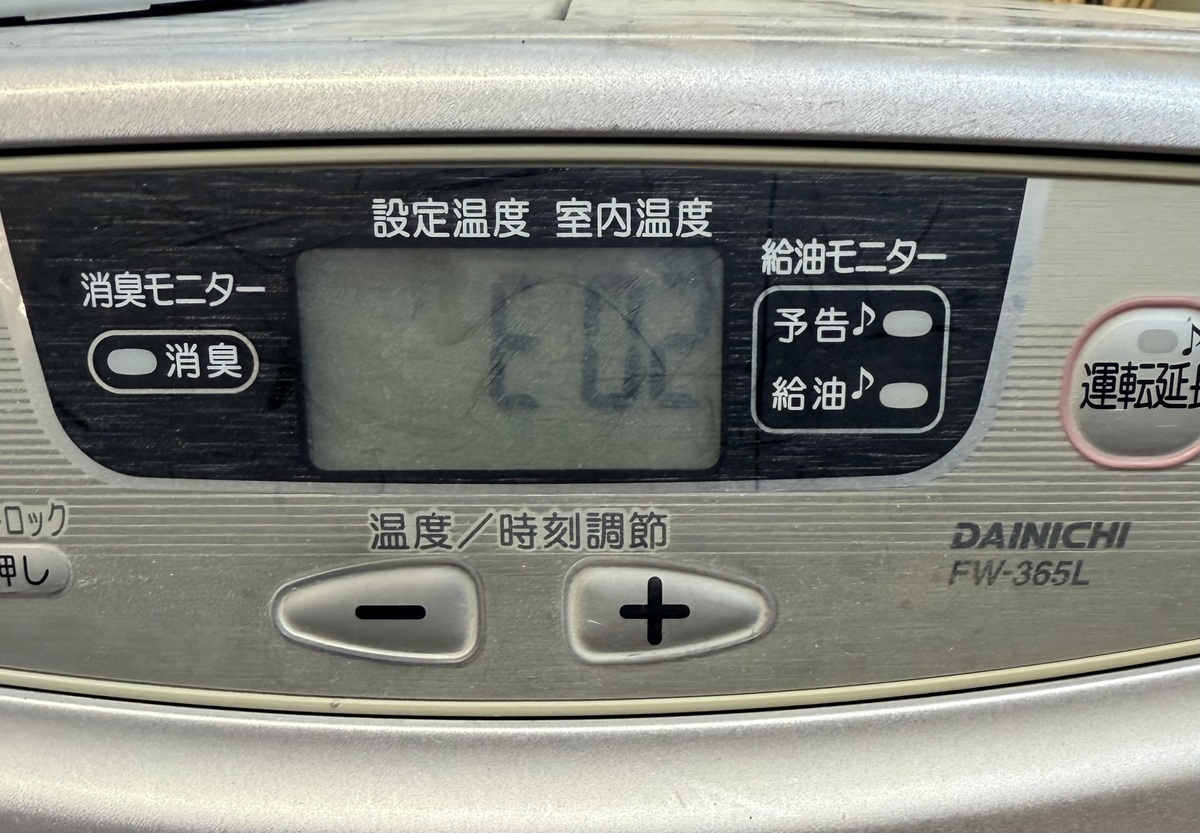 設定温度 室内温度
消臭モニター
消臭
給油モニター
予告♪
給油♪
運転延長
ロック
押し
温度／時刻調節
−
+
DAINICHI
FW-365L